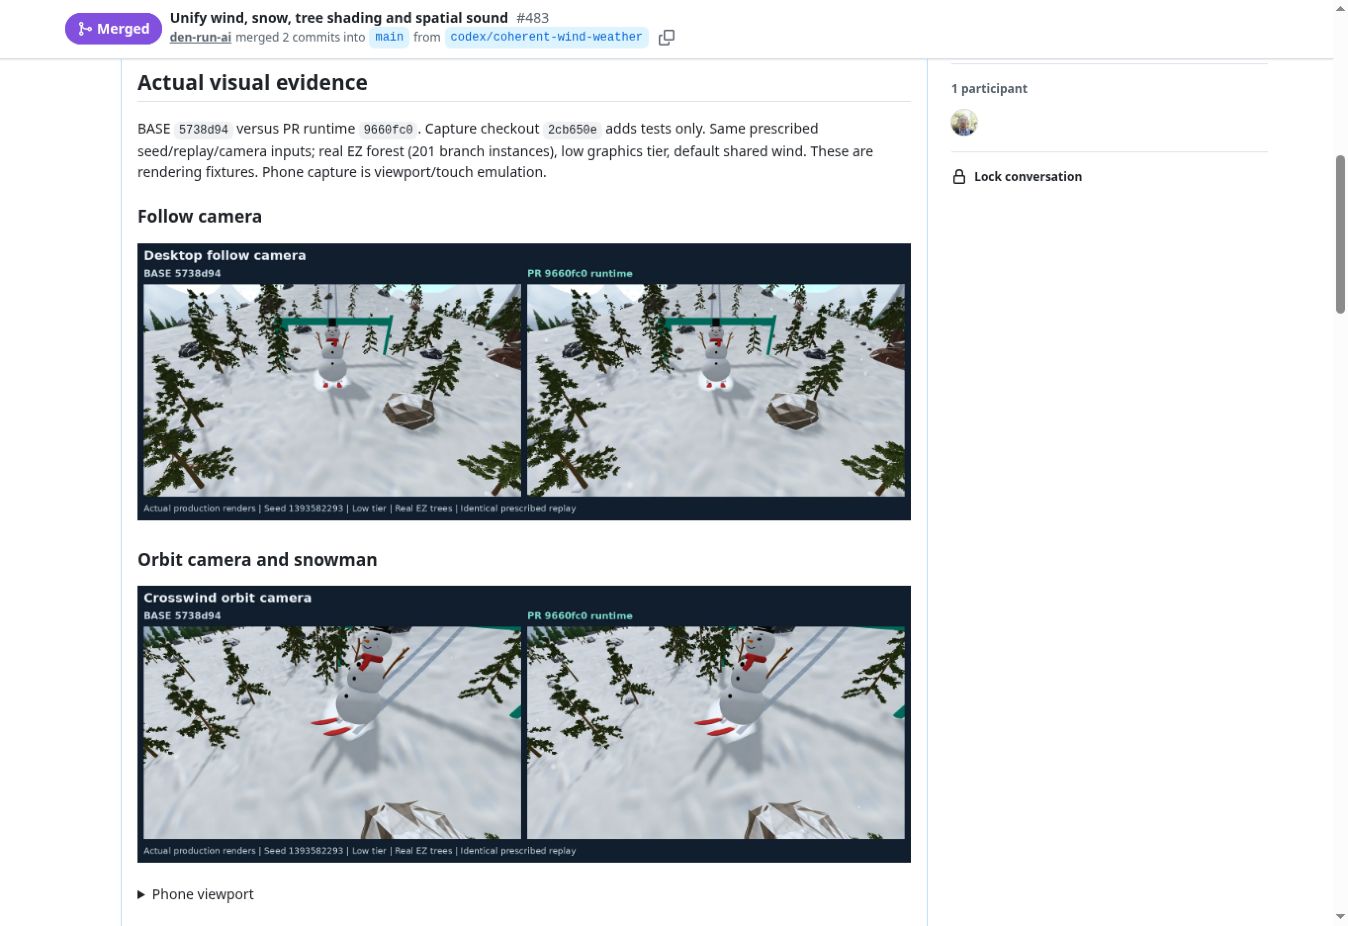 Merged
Unify wind, snow, tree shading and spatial sound #483
den-run-ai merged 2 commits into main from codex/coherent-wind-weather
Actual visual evidence
BASE 5738d94 versus PR runtime 9660fc0. Capture checkout 2cb650e adds tests only. Same prescribed
seed/replay/camera inputs; real EZ forest (201 branch instances), low graphics tier, default shared wind. These are
rendering fixtures. Phone capture is viewport/touch emulation.
Follow camera
Desktop follow camera
BASE 5738d94
PR 9660fc0 runtime
Actual production renders | Seed 1393582293 | Low tier | Real EZ trees | Identical prescribed replay
Orbit camera and snowman
Crosswind orbit camera
BASE 5738d94
PR 9660fc0 runtime
Actual production renders | Seed 1393582293 | Low tier | Real EZ trees | Identical prescribed replay
Phone viewport
1 participant
Lock conversation